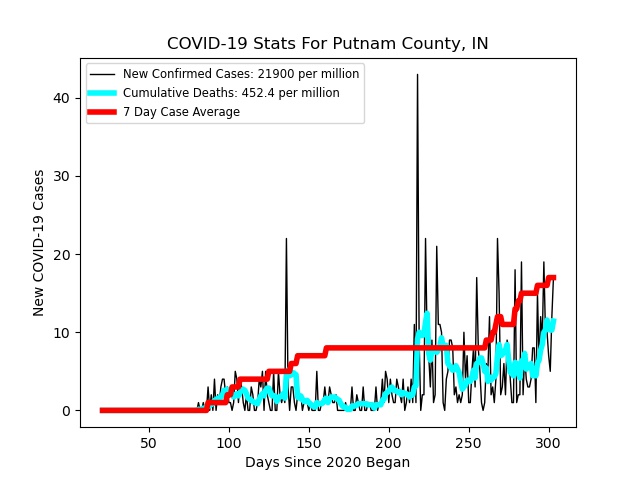 COVID-19 Stats For Putnam County, IN
New Confirmed Cases: 21900 per million
Cumulative Deaths: 452.4 per million
7 Day Case Average
New COVID-19 Cases
40
30
20
10
0
50 100 150 200 250 300
Days Since 2020 Began